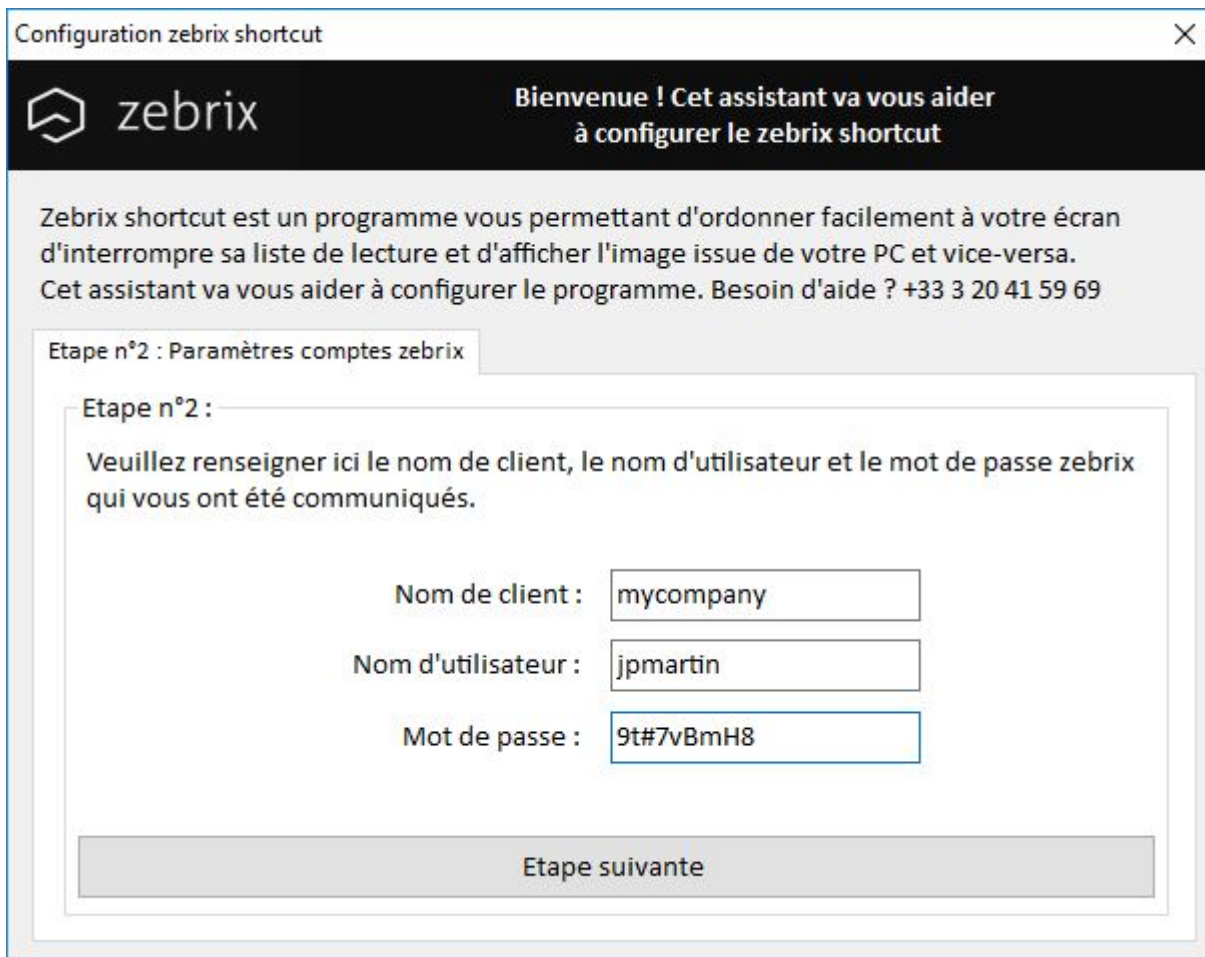 Configuration zebrix shortcut
zebrix
Bienvenue ! Cet assistant va vous aider
à configurer le zebrix shortcut
Zebrix shortcut est un programme vous permettant d'ordonner facilement à votre écran
d'interrompre sa liste de lecture et d'afficher l'image issue de votre PC et vice-versa.
Cet assistant va vous aider à configurer le programme. Besoin d'aide ? +33 3 20 41 59 69
Etape n°2 : Paramètres comptes zebrix
Etape n°2 :
Veuillez renseigner ici le nom de client, le nom d'utilisateur et le mot de passe zebrix
qui vous ont été communiqués.
Nom de client : mycompany
Nom d'utilisateur : jpmartin
Mot de passe : 9t#7vBmH8
Etape suivante